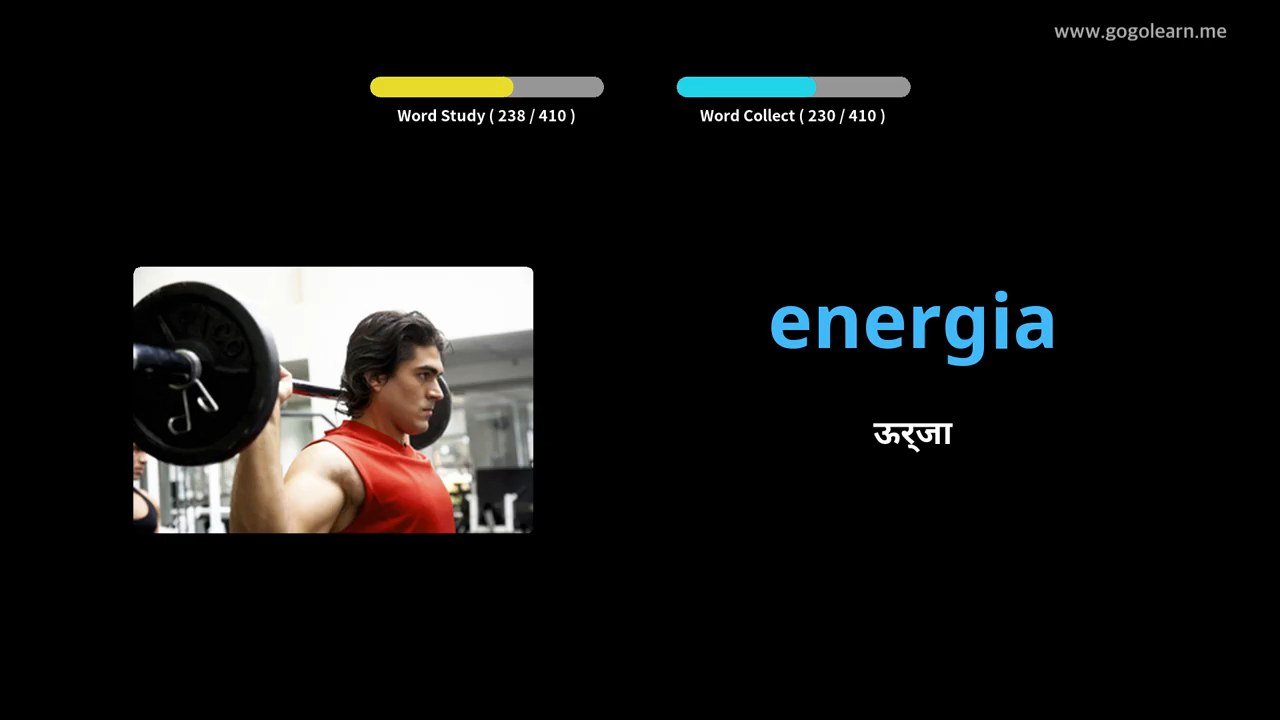 www.gogolearn.me
Word Study ( 238 / 410 )
Word Collect ( 230 / 410 )
energia
ऊर्जा